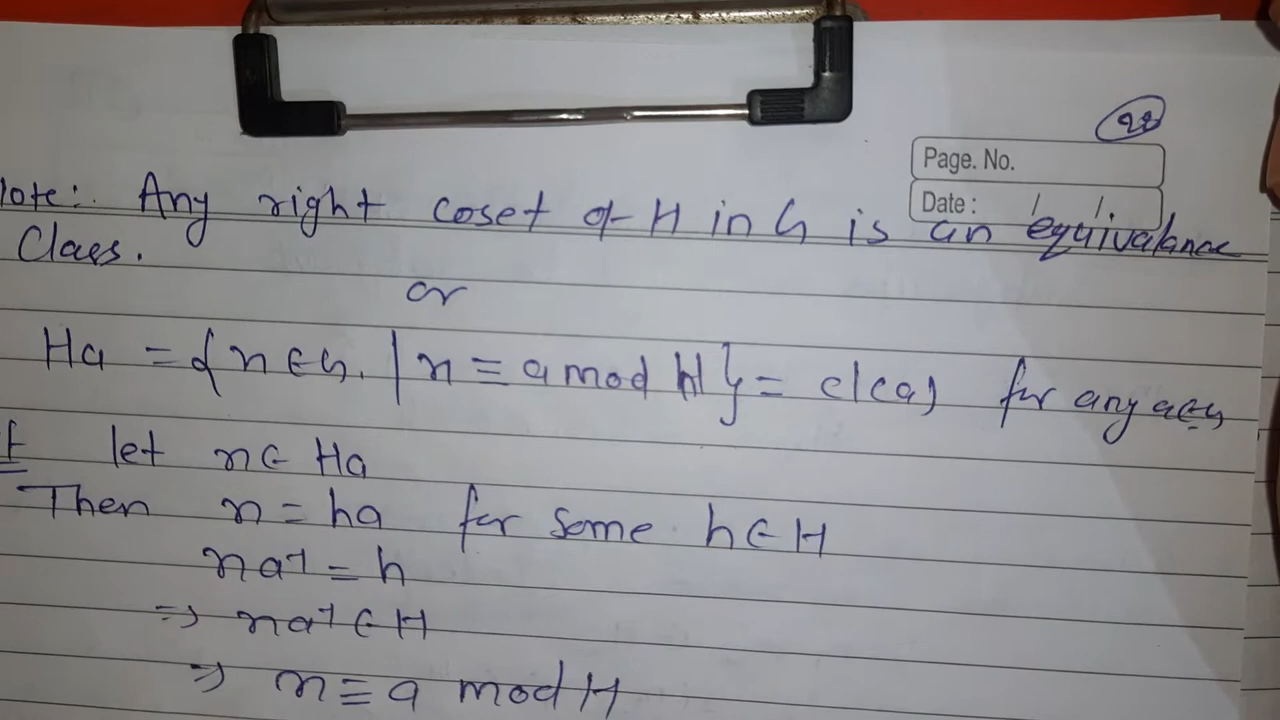 28
Page. No.
Date : / /
Note:. Any right coset of H in G is an equivalance
Class.
or
Ha = {x ∈ G. | x ≡ a mod H} = cl(a) for any a∈G
let x ∈ Ha
Then x = ha for some h ∈ H
xa⁻¹ = h
⇒ xa⁻¹ ∈ H
⇒ x ≡ a mod H